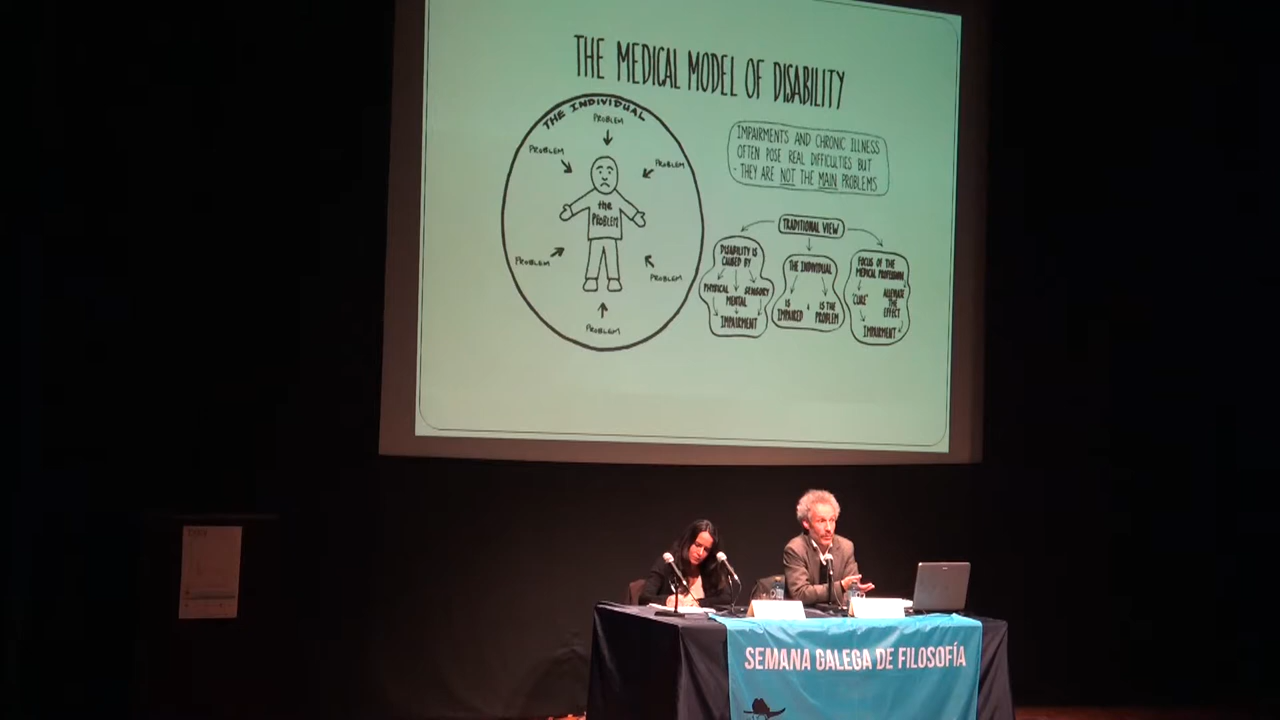 THE MEDICAL MODEL OF DISABILITY
THE INDIVIDUAL
PROBLEM
PROBLEM
PROBLEM
the
PROBLEM
PROBLEM
PROBLEM
PROBLEM
IMPAIRMENTS AND CHRONIC ILLNESS
OFTEN POSE REAL DIFFICULTIES BUT
- THEY ARE NOT THE MAIN PROBLEMS
TRADITIONAL VIEW
DISABILITY IS
CAUSED BY
PHYSICAL
SENSORY
MENTAL
IMPAIRMENT
THE INDIVIDUAL
IS
IMPAIRED
IS THE
PROBLEM
FOCUS OF THE
MEDICAL PROFESSION
"CURE"
ALLEVIATE
THE
EFFECT
IMPAIRMENT
SEMANA GALEGA DE FILOSOFÍA